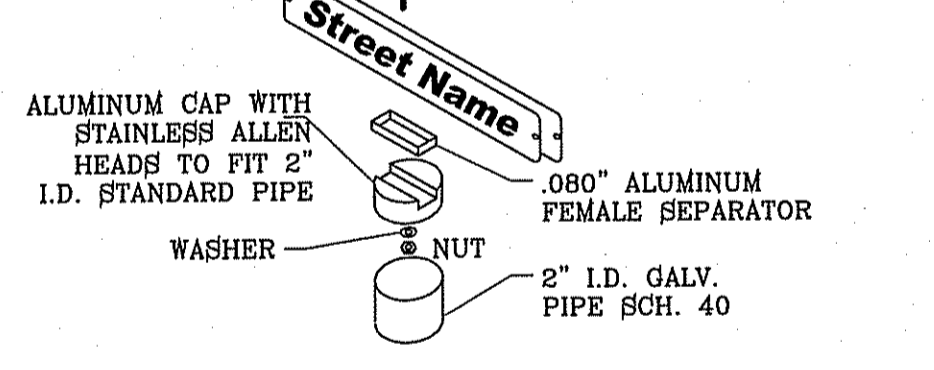 Street Name
ALUMINUM CAP WITH
STAINLESS ALLEN
HEADS TO FIT 2"
I.D. STANDARD PIPE
.080" ALUMINUM
FEMALE SEPARATOR
WASHER
NUT
2" I.D. GALV.
PIPE SCH. 40